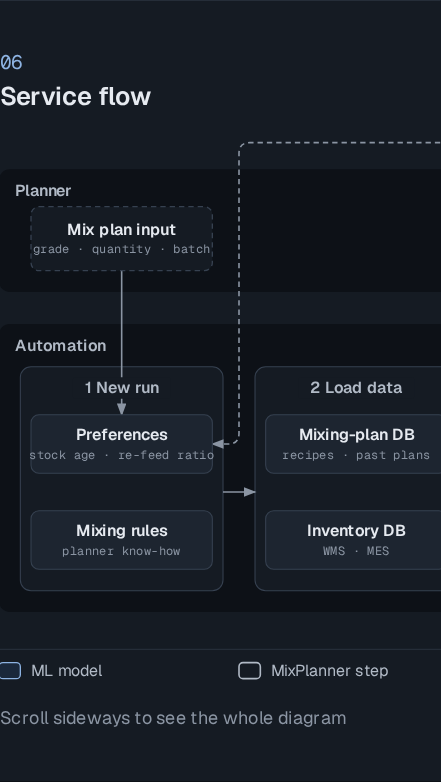 06
Service flow
Planner
Mix plan input
grade · quantity · batch
Automation
1 New run
2 Load data
Preferences
stock age · re-feed ratio
Mixing-plan DB
recipes · past plans
Mixing rules
planner know-how
Inventory DB
WMS · MES
ML model
MixPlanner step
Scroll sideways to see the whole diagram